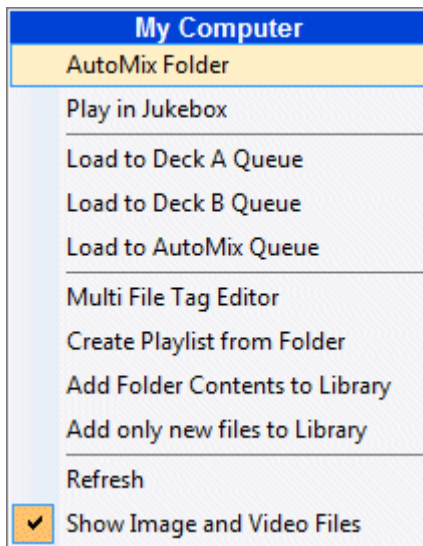 My Computer
AutoMix Folder
Play in Jukebox
Load to Deck A Queue
Load to Deck B Queue
Load to AutoMix Queue
Multi File Tag Editor
Create Playlist from Folder
Add Folder Contents to Library
Add only new files to Library
Refresh
Show Image and Video Files